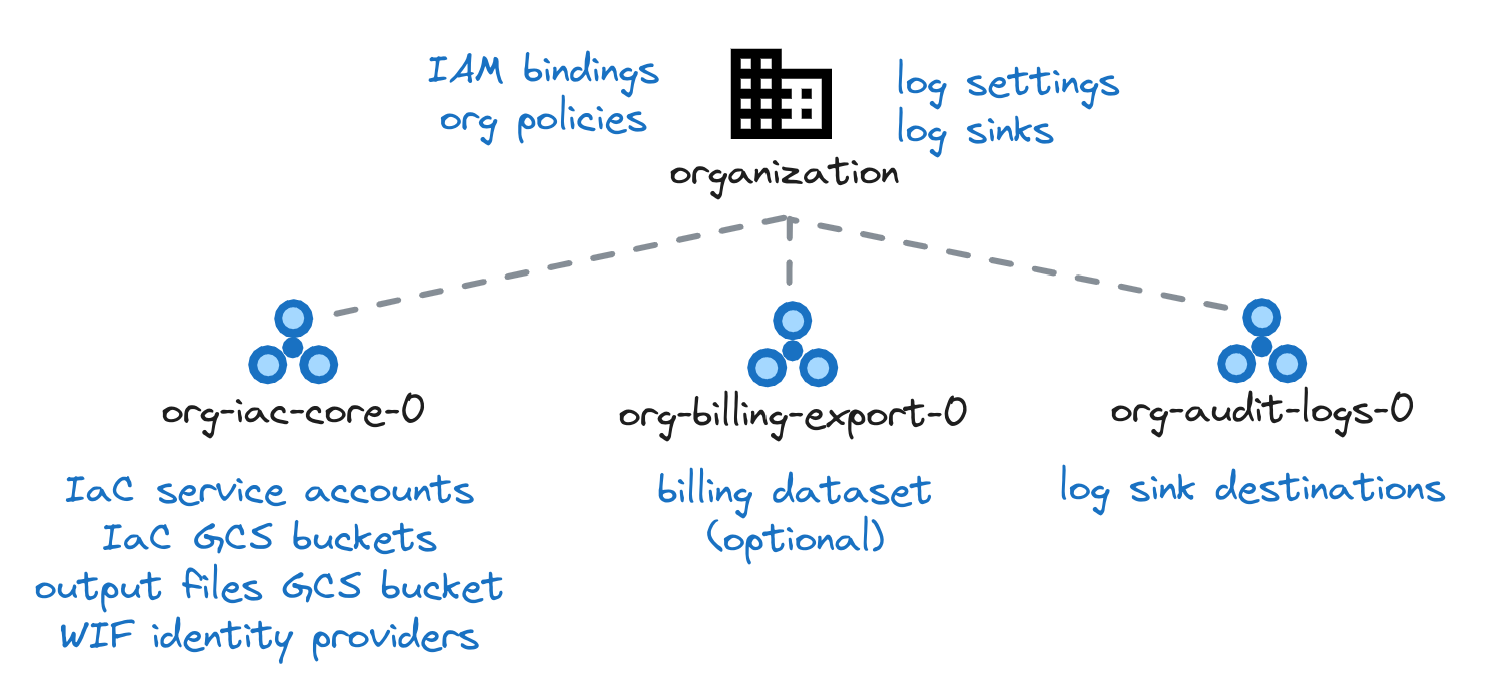 IAM bindings
org policies
log settings
log sinks
organization
org-iac-core-0
IaC service accounts
IaC GCS buckets
output files GCS bucket
WIF identity providers
org-billing-export-0
billing dataset
(optional)
org-audit-logs-0
log sink destinations